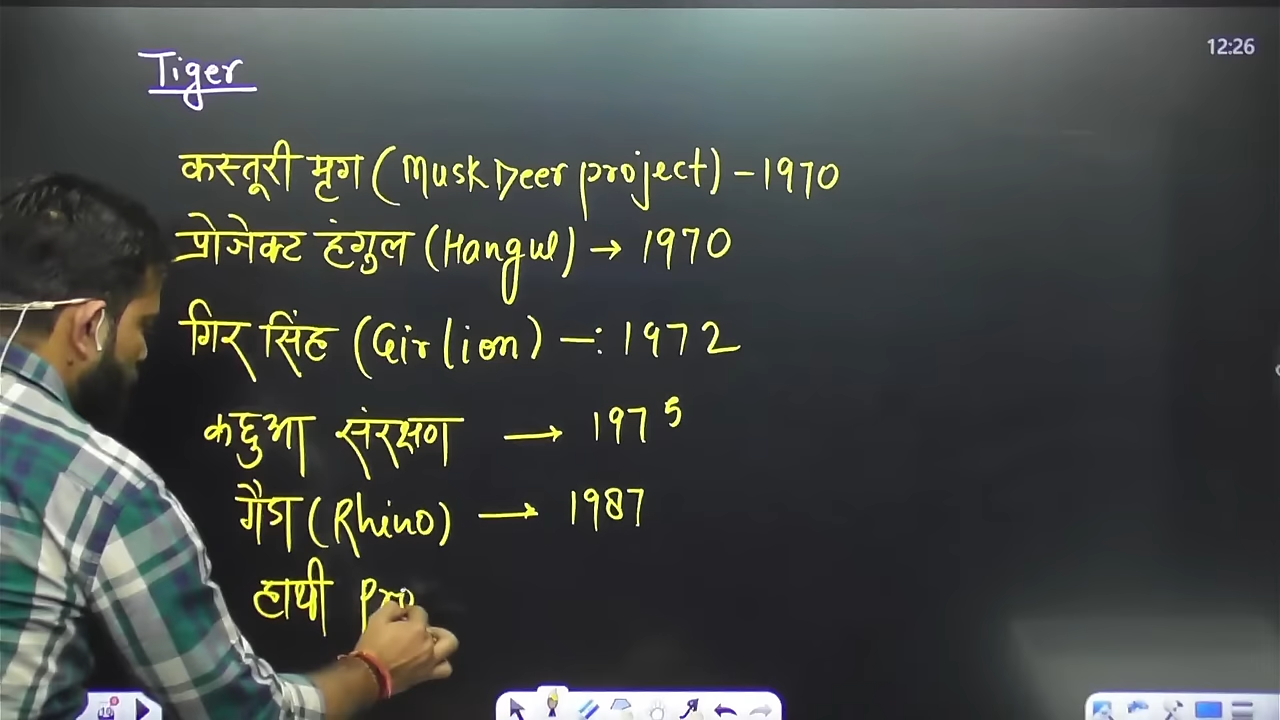 12:26
Tiger
कस्तूरी मृग (Musk Deer project) - 1970
प्रोजेक्ट हंगुल (Hangul) → 1970
गिर सिंह (Gir lion) -: 1972
कछुआ संरक्षण → 1975
गैंडा (Rhino) → 1987
हाथी Pro